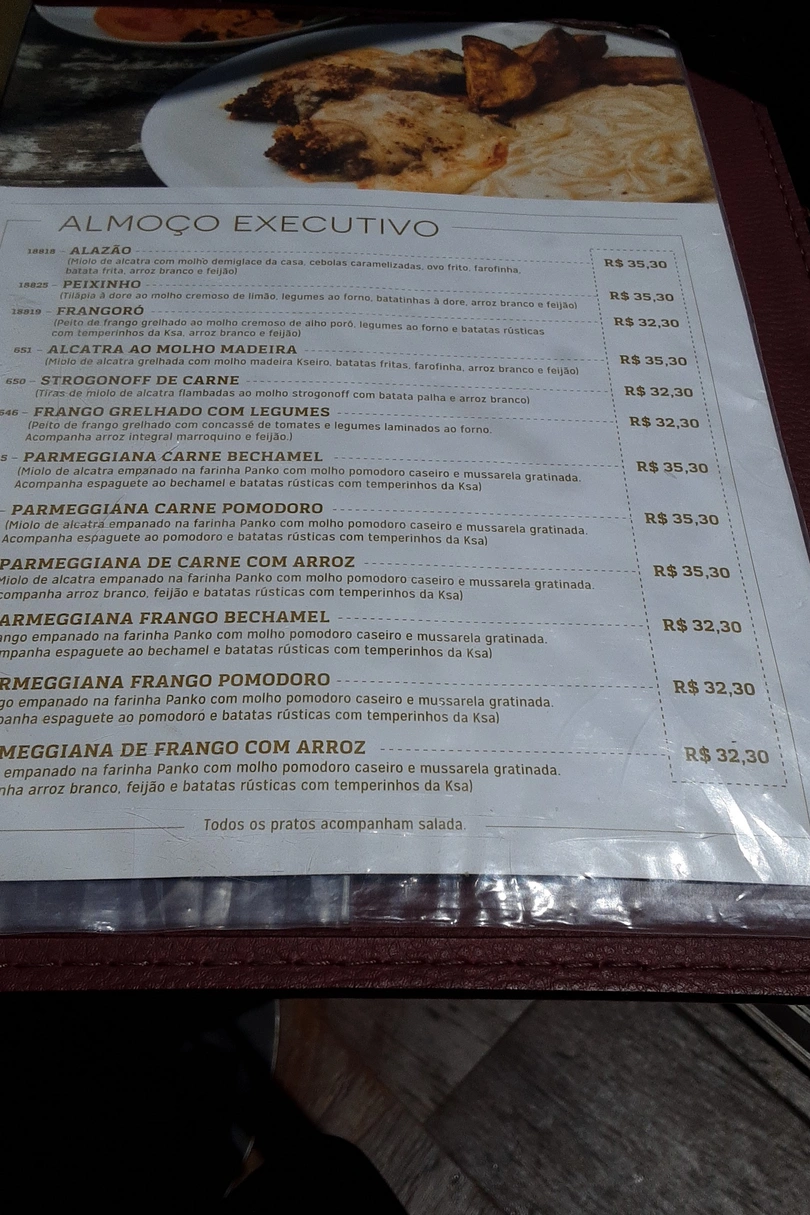 ALMOÇO EXECUTIVO
18818 - ALAZÃO R$ 35,30
(Miolo de alcatra com molho demiglace da casa, cebolas caramelizadas, ovo frito, farofinha,
batata frita, arroz branco e feijão)
18825 - PEIXINHO R$ 35,30
(Tilápia à dore ao molho cremoso de limão, legumes ao forno, batatinhas à dore, arroz branco e feijão)
18819 - FRANGORÓ R$ 32,30
(Peito de frango grelhado ao molho cremoso de alho poró, legumes ao forno e batatas rústicas
com temperinhos da Ksa, arroz branco e feijão)
651 - ALCATRA AO MOLHO MADEIRA R$ 35,30
(Miolo de alcatra grelhada com molho madeira Kseiro, batatas fritas, farofinha, arroz branco e feijão)
650 - STROGONOFF DE CARNE R$ 32,30
(Tiras de miolo de alcatra flambadas ao molho strogonoff com batata palha e arroz branco)
646 - FRANGO GRELHADO COM LEGUMES R$ 32,30
(Peito de frango grelhado com concassé de tomates e legumes laminados ao forno.
Acompanha arroz integral marroquino e feijão.)
5 - PARMEGGIANA CARNE BECHAMEL R$ 35,30
(Miolo de alcatra empanado na farinha Panko com molho pomodoro caseiro e mussarela gratinada.
Acompanha espaguete ao bechamel e batatas rústicas com temperinhos da Ksa)
- PARMEGGIANA CARNE POMODORO R$ 35,30
(Miolo de alcatra empanado na farinha Panko com molho pomodoro caseiro e mussarela gratinada.
Acompanha espaguete ao pomodoro e batatas rústicas com temperinhos da Ksa)
PARMEGGIANA DE CARNE COM ARROZ R$ 35,30
Miolo de alcatra empanado na farinha Panko com molho pomodoro caseiro e mussarela gratinada.
companha arroz branco, feijão e batatas rústicas com temperinhos da Ksa)
ARMEGGIANA FRANGO BECHAMEL R$ 32,30
ango empanado na farinha Panko com molho pomodoro caseiro e mussarela gratinada.
mpanha espaguete ao bechamel e batatas rústicas com temperinhos da Ksa)
RMEGGIANA FRANGO POMODORO R$ 32,30
go empanado na farinha Panko com molho pomodoro caseiro e mussarela gratinada.
panha espaguete ao pomodoro e batatas rústicas com temperinhos da Ksa)
MEGGIANA DE FRANGO COM ARROZ R$ 32,30
empanado na farinha Panko com molho pomodoro caseiro e mussarela gratinada.
nha arroz branco, feijão e batatas rústicas com temperinhos da Ksa)
Todos os pratos acompanham salada.